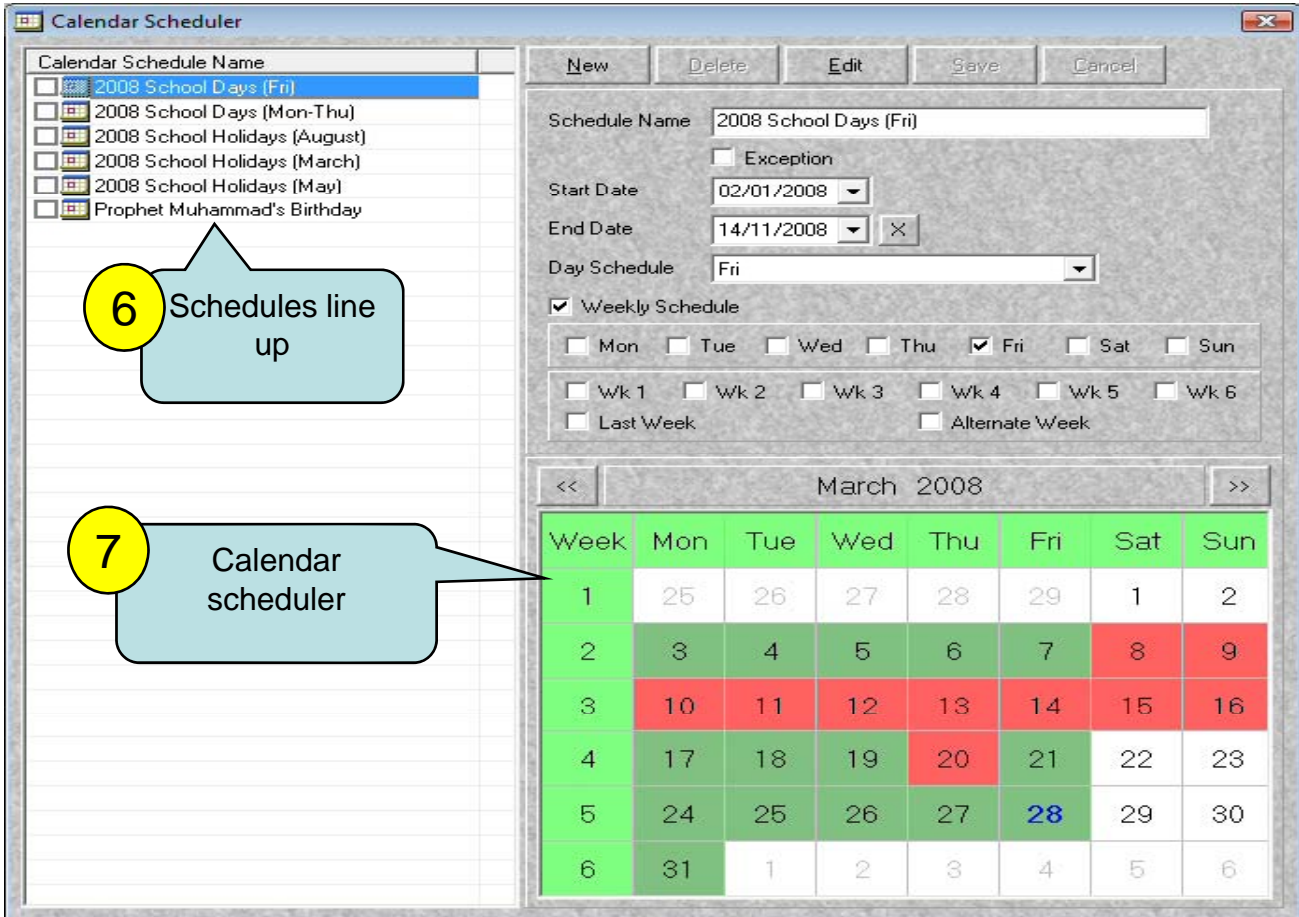 Calendar Scheduler
Calendar Schedule Name
2008 School Days (Fri)
2008 School Days (Mon-Thu)
2008 School Holidays (August)
2008 School Holidays (March)
2008 School Holidays (May)
Prophet Muhammad's Birthday
6
Schedules line
up
7
Calendar
scheduler
New Delete Edit Save Cancel
Schedule Name 2008 School Days (Fri)
Exception
Start Date 02/01/2008
End Date 14/11/2008 X
Day Schedule Fri
Weekly Schedule
Mon Tue Wed Thu Fri Sat Sun
Wk 1 Wk 2 Wk 3 Wk 4 Wk 5 Wk 6
Last Week Alternate Week
<< March 2008 >>
Week Mon Tue Wed Thu Fri Sat Sun
1 25 26 27 28 29 1 2
2 3 4 5 6 7 8 9
3 10 11 12 13 14 15 16
4 17 18 19 20 21 22 23
5 24 25 26 27 28 29 30
6 31 1 2 3 4 5 6